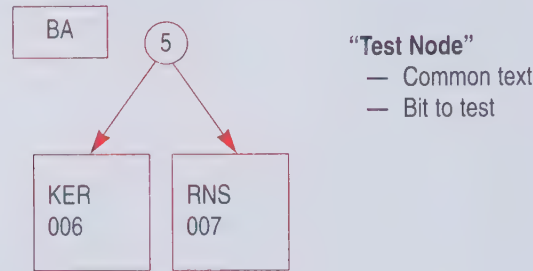 BA
5
“Test Node”
— Common text
— Bit to test
KER
006
RNS
007